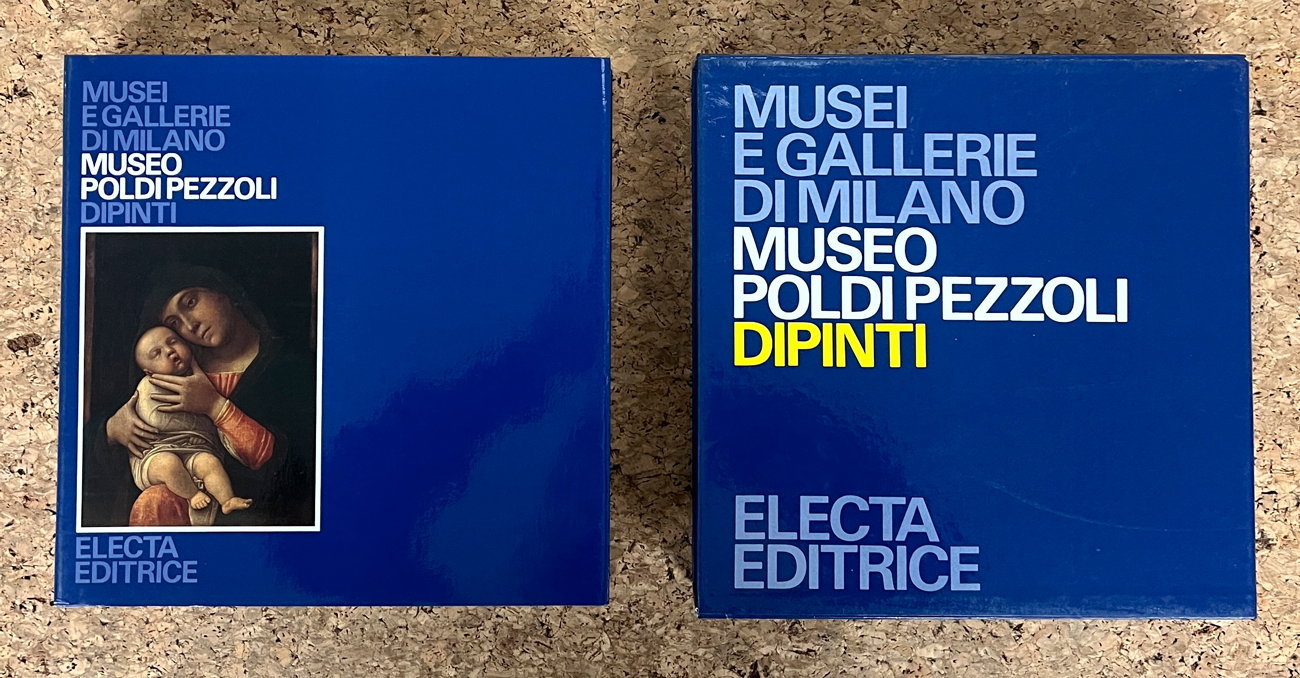 MUSEI
E GALLERIE
DI MILANO
MUSEO
POLDI PEZZOLI
DIPINTI
ELECTA
EDITRICE
MUSEI
E GALLERIE
DI MILANO
MUSEO
POLDI PEZZOLI
DIPINTI
ELECTA
EDITRICE